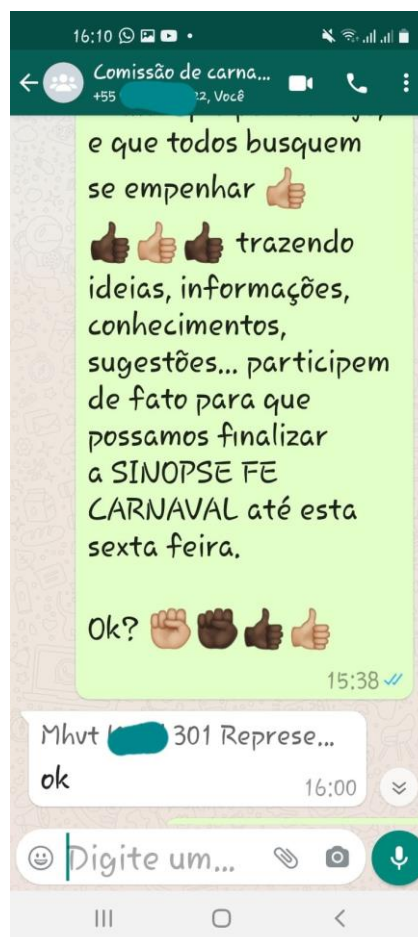 16:10
Comissão de carna...
+55 22, Você
e que todos busquem
se empenhar
trazendo
ideias, informações,
conhecimentos,
sugestões... participem
de fato para que
possamos finalizar
a SINOPSE FE
CARNAVAL até esta
sexta feira.
Ok?
15:38
Mhvt 301 Represe...
ok
16:00
Digite um...